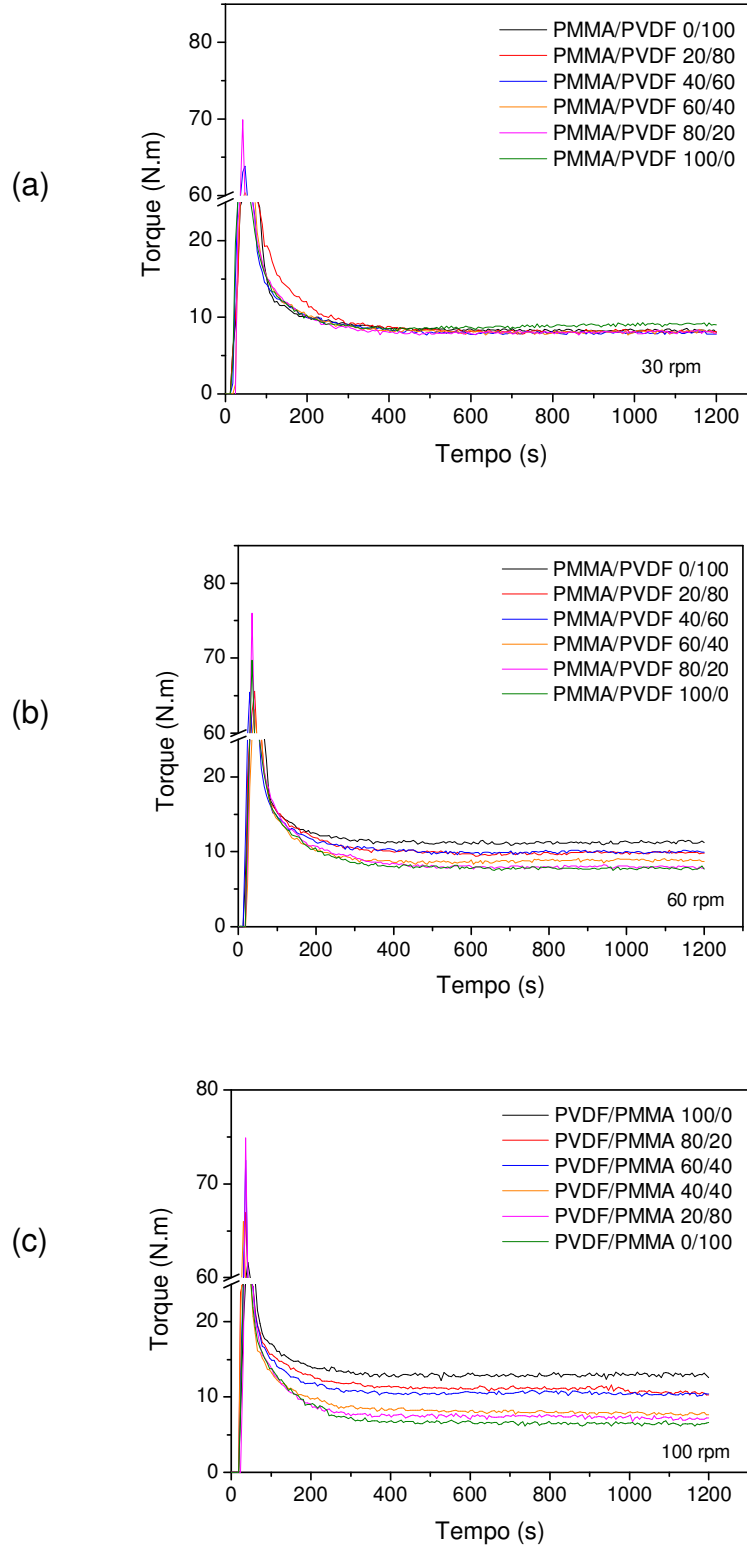 (a)
Torque (N.m)
80
70
60
20
10
0
PMMA/PVDF 0/100
PMMA/PVDF 20/80
PMMA/PVDF 40/60
PMMA/PVDF 60/40
PMMA/PVDF 80/20
PMMA/PVDF 100/0
30 rpm
0 200 400 600 800 1000 1200
Tempo (s)
(b)
Torque (N.m)
80
70
60
20
10
0
PMMA/PVDF 0/100
PMMA/PVDF 20/80
PMMA/PVDF 40/60
PMMA/PVDF 60/40
PMMA/PVDF 80/20
PMMA/PVDF 100/0
60 rpm
0 200 400 600 800 1000 1200
Tempo (s)
(c)
Torque (N.m)
80
70
60
20
10
0
PVDF/PMMA 100/0
PVDF/PMMA 80/20
PVDF/PMMA 60/40
PVDF/PMMA 40/40
PVDF/PMMA 20/80
PVDF/PMMA 0/100
100 rpm
0 200 400 600 800 1000 1200
Tempo (s)